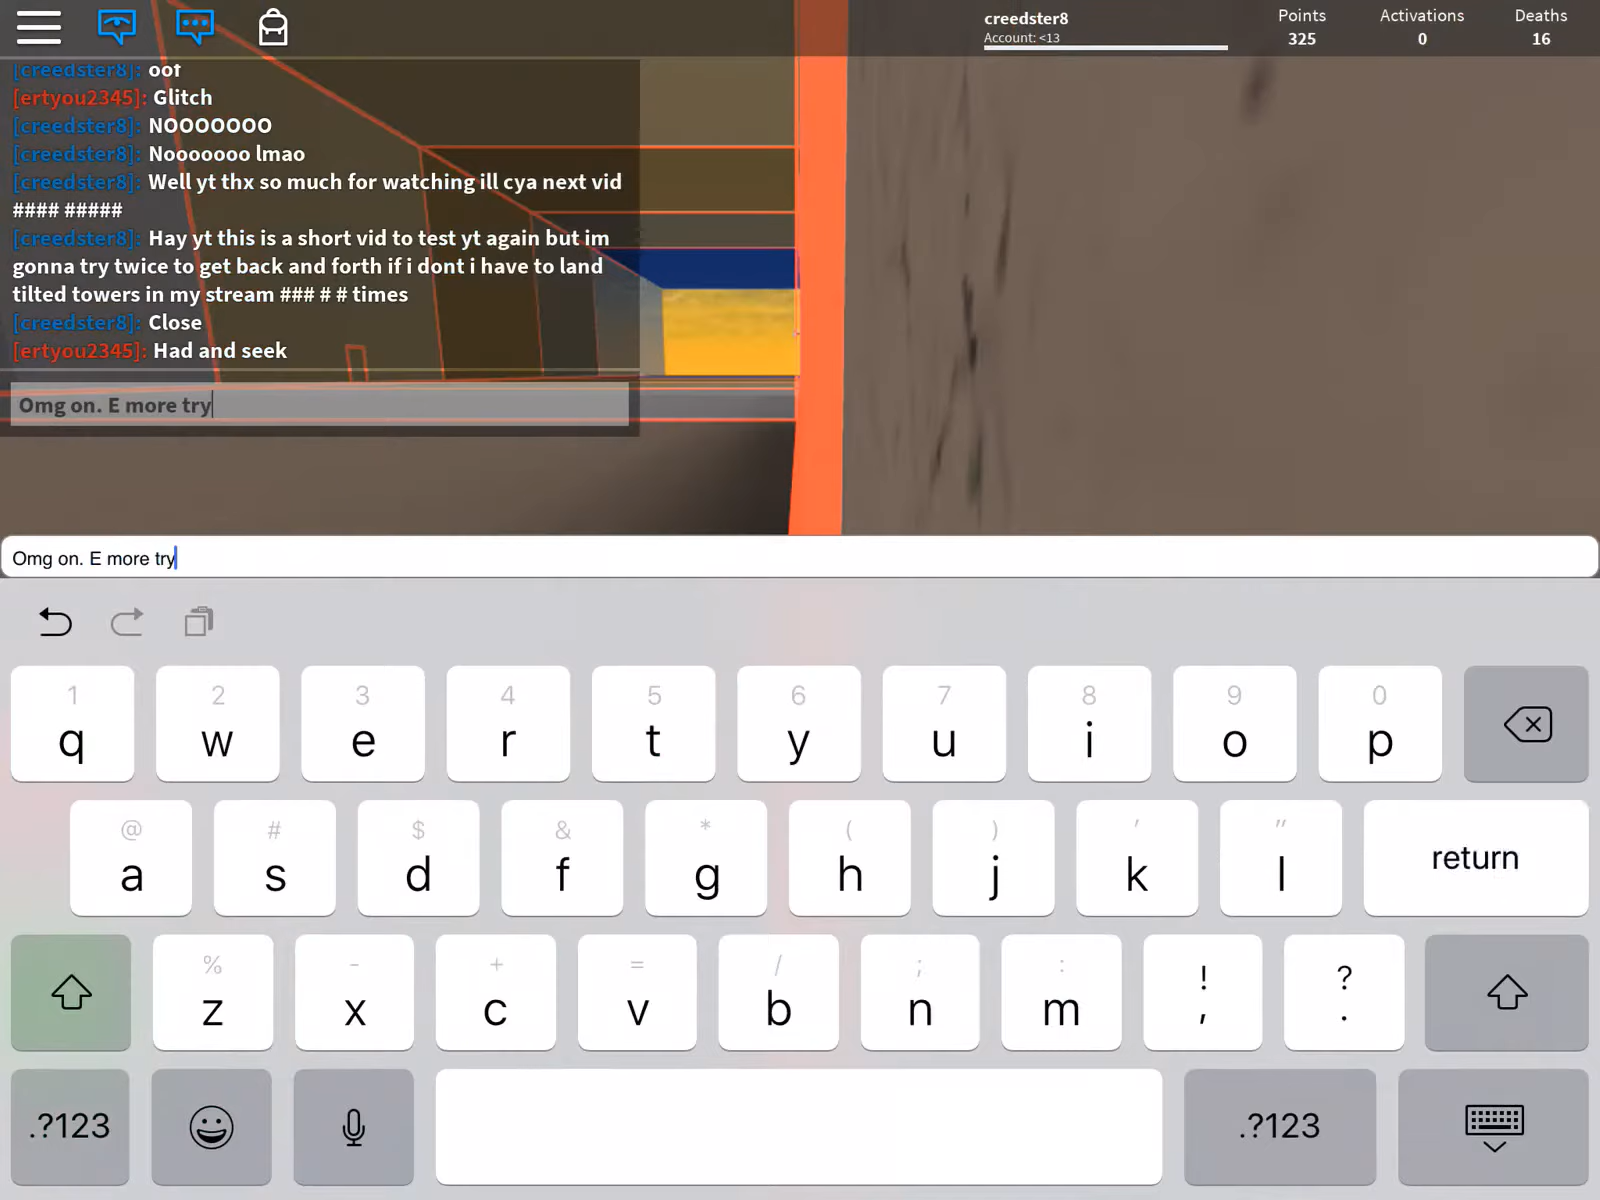 creedster8
Account: <13
Points
325
Activations
0
Deaths
16
[creedster8]: oof
[ertyou2345]: Glitch
[creedster8]: NOOOOOOO
[creedster8]: Nooooooo lmao
[creedster8]: Well yt thx so much for watching ill cya next vid
#### #####
[creedster8]: Hay yt this is a short vid to test yt again but im
gonna try twice to get back and forth if i dont i have to land
tilted towers in my stream ### # # times
[creedster8]: Close
[ertyou2345]: Had and seek
Omg on. E more try
Omg on. E more try
1 2 3 4 5 6 7 8 9 0
q w e r t y u i o p
@ # $ & * ( ) ' "
a s d f g h j k l return
% - + = / ; : ! ?
z x c v b n m , .
.?123 .?123